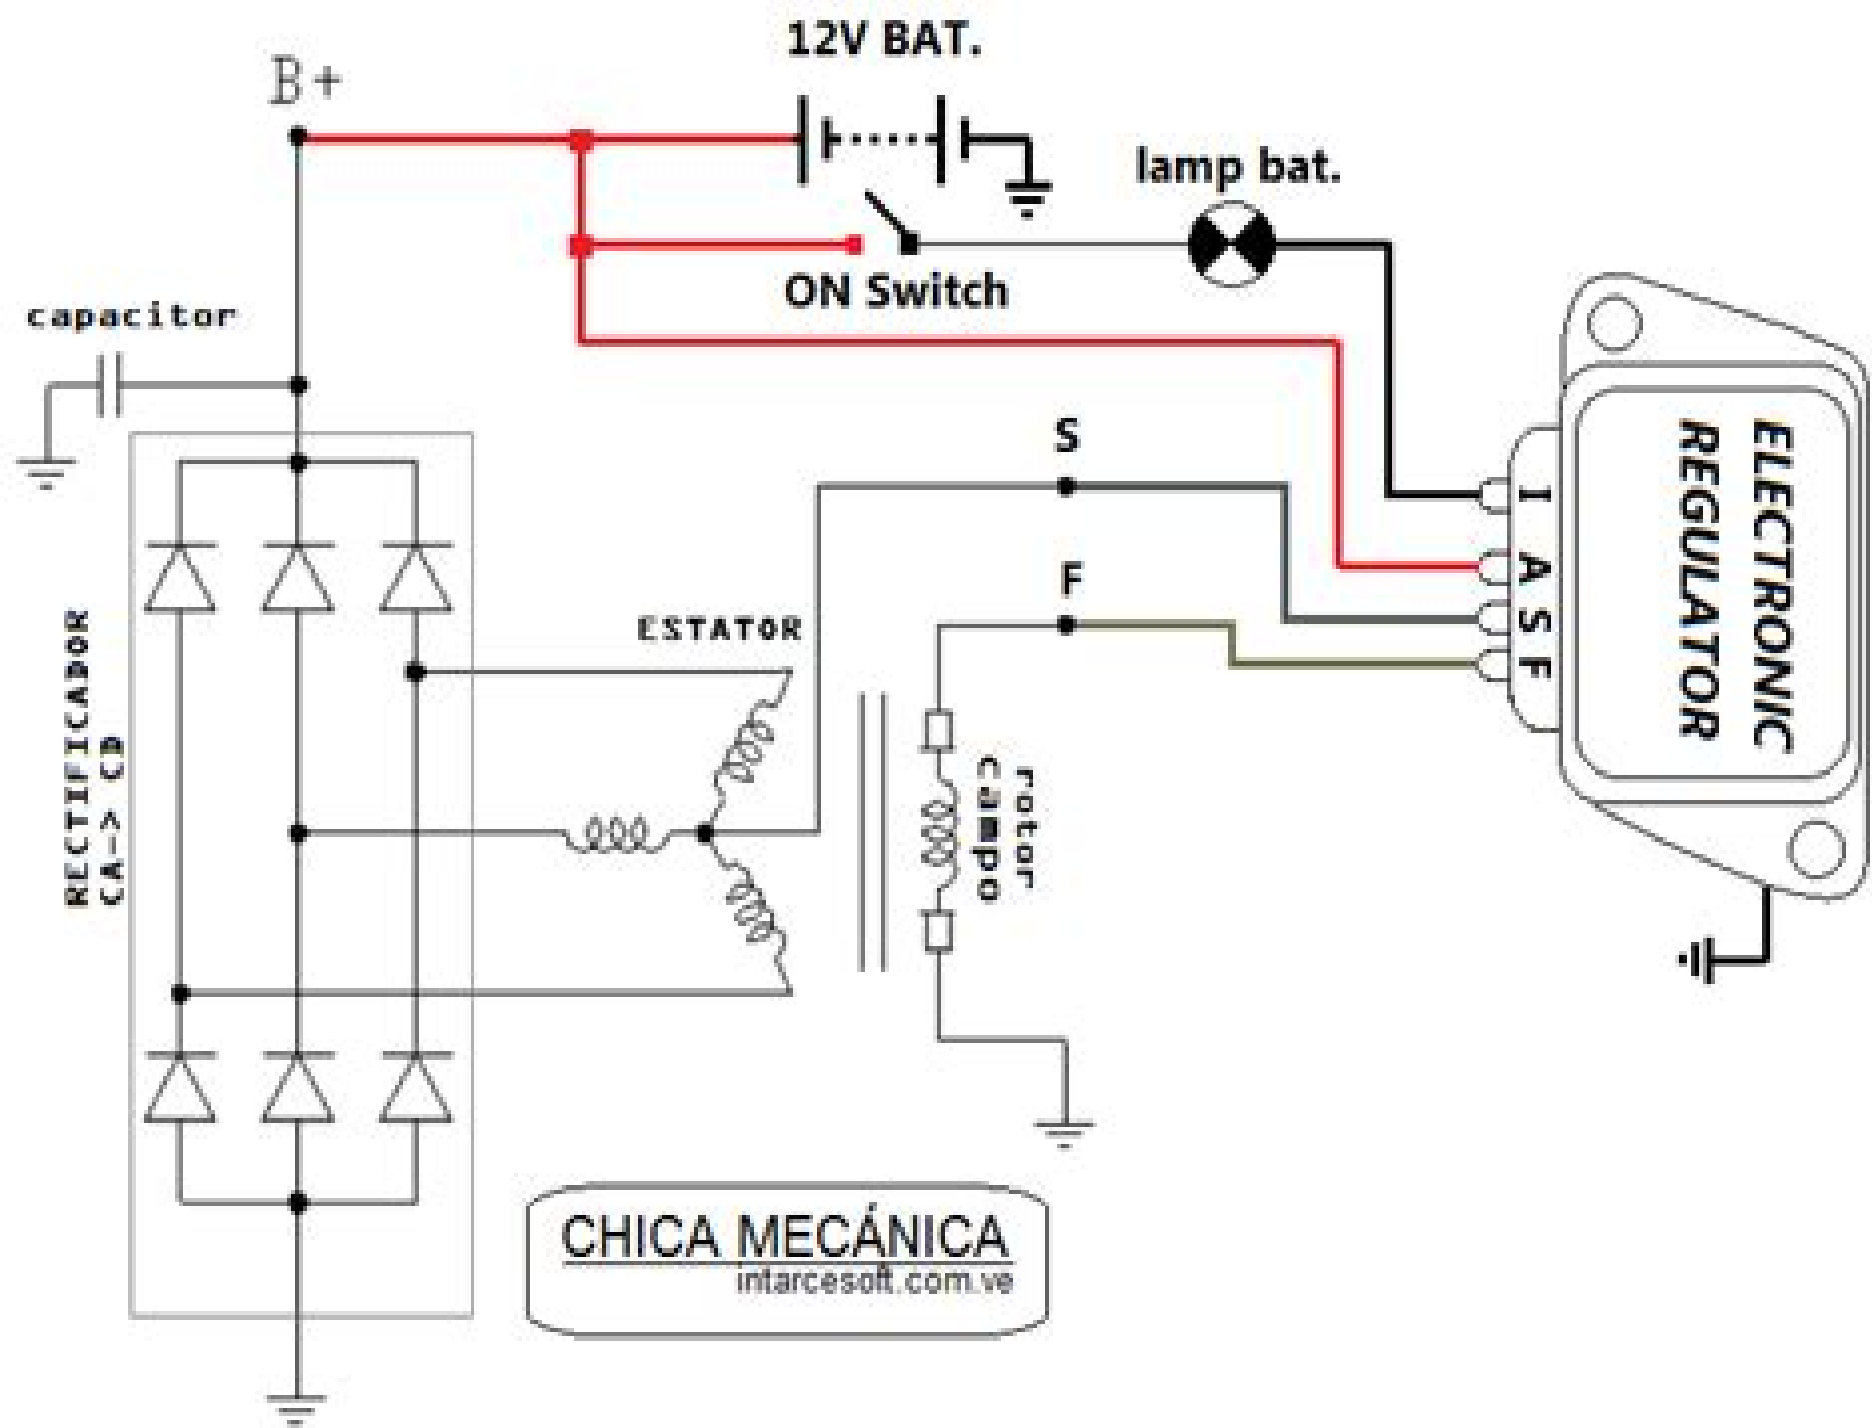 12V BAT.
B+
lamp bat.
ON Switch
capacitor
S
F
ESTATOR
RECTIFICADOR
CA-> CD
rotor
campo
I
A
S
F
ELECTRONIC
REGULATOR
CHICA MECÁNICA
intarcesoft.com.ve